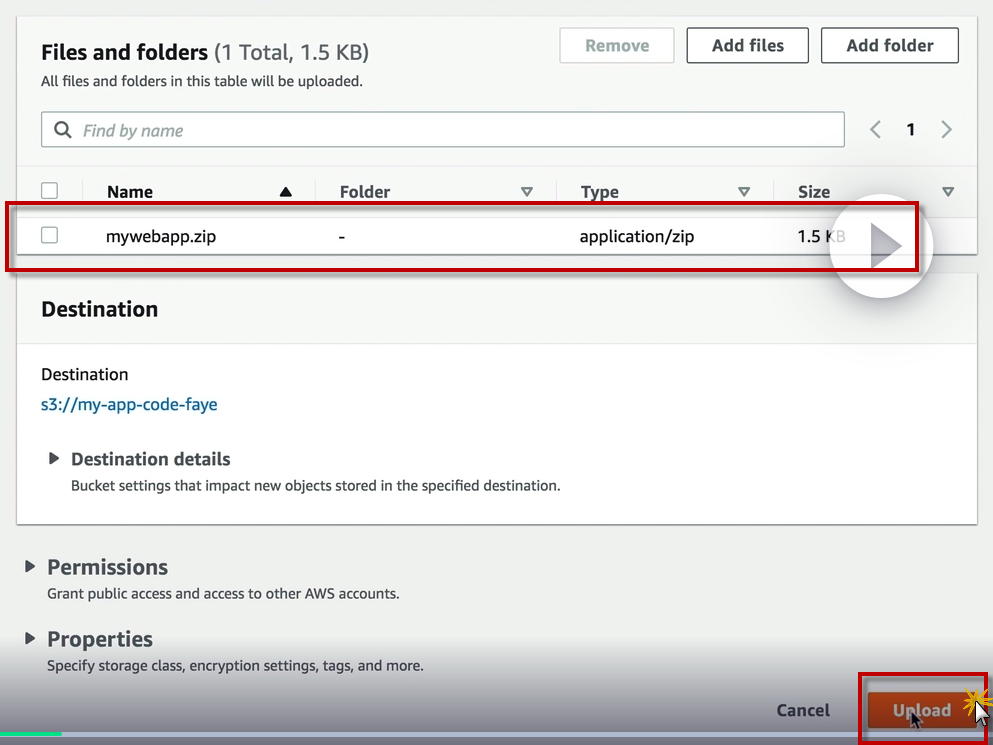 Files and folders (1 Total, 1.5 KB)
Remove
Add files
Add folder
All files and folders in this table will be uploaded.
Find by name
1
Name
Folder
Type
Size
mywebapp.zip
-
application/zip
1.5 KB
Destination
Destination
s3://my-app-code-faye
Destination details
Bucket settings that impact new objects stored in the specified destination.
Permissions
Grant public access and access to other AWS accounts.
Properties
Specify storage class, encryption settings, tags, and more.
Cancel
Upload